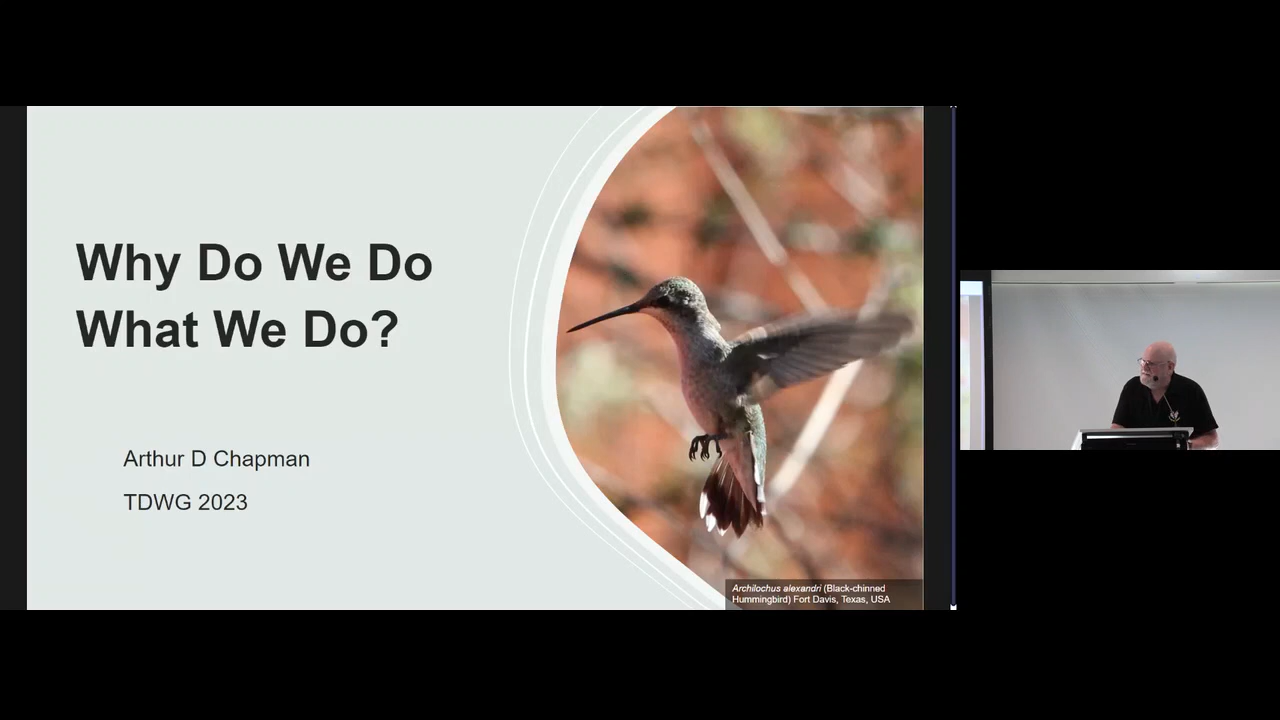 Why Do We Do
What We Do?
Arthur D Chapman
TDWG 2023
Archilochus alexandri (Black-chinned
Hummingbird) Fort Davis, Texas, USA